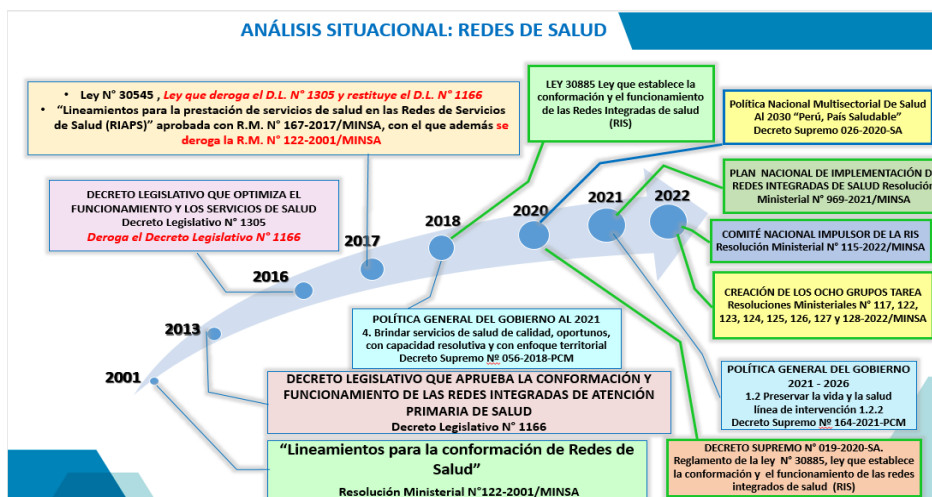 ANÁLISIS SITUACIONAL: REDES DE SALUD
• Ley N° 30545 , Ley que deroga el D.L. N° 1305 y restituye el D.L. N° 1166
• "Lineamientos para la prestación de servicios de salud en las Redes de Servicios
de Salud (RIAPS)" aprobada con R.M. N° 167-2017/MINSA, con el que además se
deroga la R.M. N° 122-2001/MINSA
LEY 30885 Ley que establece la
conformación y el funcionamiento
de las Redes Integradas de salud
(RIS)
Política Nacional Multisectorial De Salud
Al 2030 "Perú, País Saludable"
Decreto Supremo 026-2020-SA
DECRETO LEGISLATIVO QUE OPTIMIZA EL
FUNCIONAMIENTO Y LOS SERVICIOS DE SALUD
Decreto Legislativo N° 1305
Deroga el Decreto Legislativo N° 1166
PLAN NACIONAL DE IMPLEMENTACIÓN D
REDES INTEGRADAS DE SALUD Resolució
Ministerial N° 969-2021/MINSA
COMITÉ NACIONAL IMPULSOR DE LA RIS
Resolución Ministerial N° 115-2022/MINSA
CREACIÓN DE LOS OCHO GRUPOS TAREA
Resoluciones Ministeriales N° 117, 122,
123, 124, 125, 126, 127 y 128-2022/MINSA
2001
2013
2016
2017
2018
2020
2021
2022
POLÍTICA GENERAL DEL GOBIERNO AL 2021
4. Brindar servicios de salud de calidad, oportunos,
con capacidad resolutiva y con enfoque territorial
Decreto Supremo Nº 056-2018-PCM
POLÍTICA GENERAL DEL GOBIERNO
2021 - 2026
1.2 Preservar la vida y la salud
línea de intervención 1.2.2
Decreto Supremo Nº 164-2021-PCM
DECRETO LEGISLATIVO QUE APRUEBA LA CONFORMACIÓN Y
FUNCIONAMIENTO DE LAS REDES INTEGRADAS DE ATENCIÓN
PRIMARIA DE SALUD
Decreto Legislativo N° 1166
"Lineamientos para la conformación de Redes de
Salud"
Resolución Ministerial N°122-2001/MINSA
DECRETO SUPREMO N° 019-2020-SA.
Reglamento de la ley N° 30885, ley que establece
la conformación y el funcionamiento de las redes
integrados de salud (RIS)